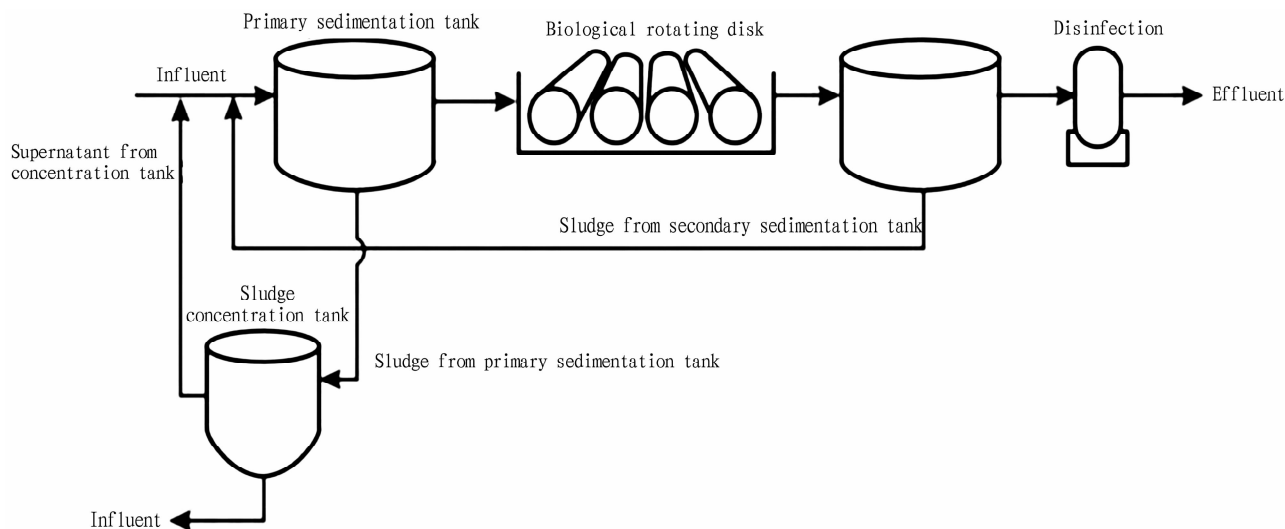 Primary sedimentation tank
Biological rotating disk
Disinfection
Influent
Effluent
Supernatant from
concentration tank
Sludge from secondary sedimentation tank
Sludge
concentration tank
Sludge from primary sedimentation tank
Influent